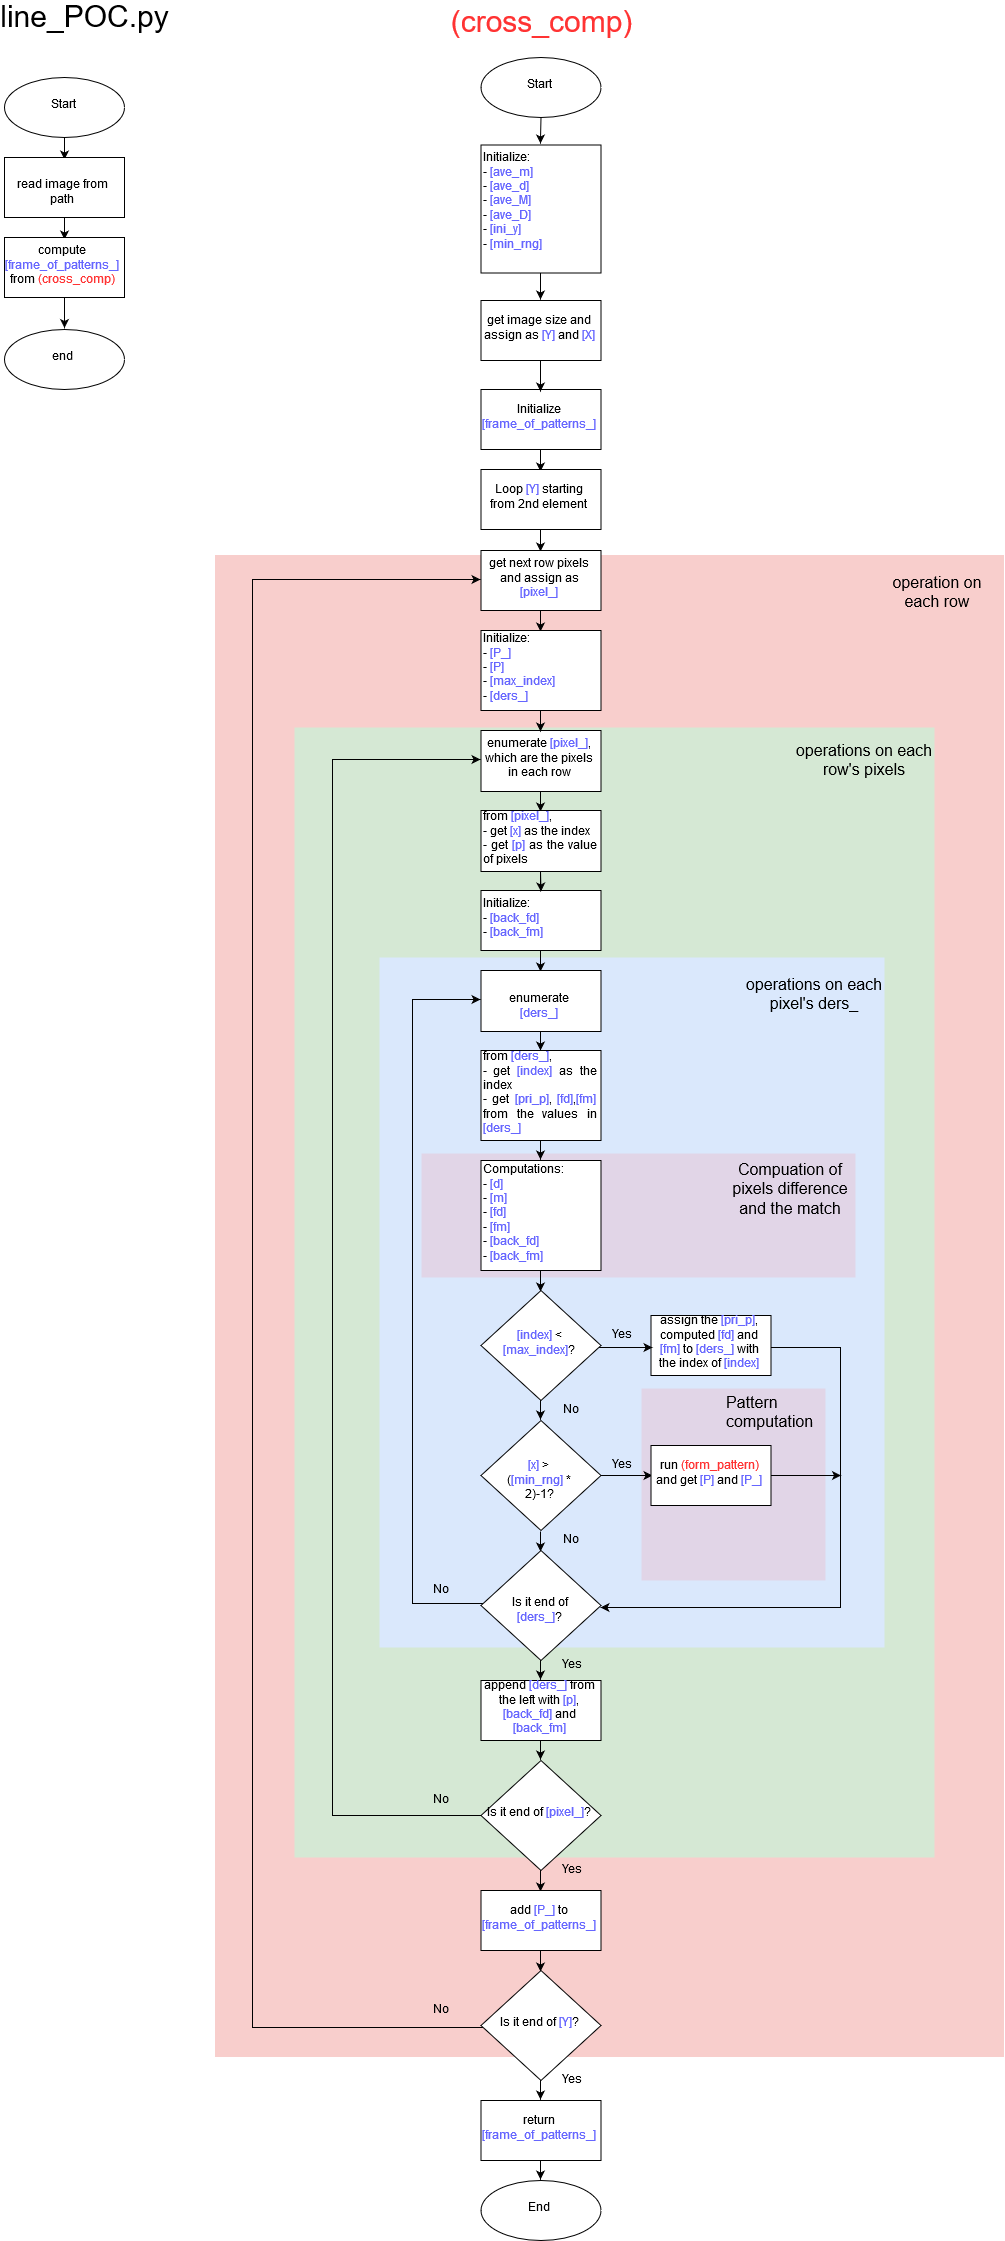 line_POC.py
Start
read image from
path
compute
[frame_of_patterns_]
from (cross_comp)
end
(cross_comp)
Start
Initialize:
- [ave_m]
- [ave_d]
- [ave_M]
- [ave_D]
- [ini_y]
- [min_rng]
get image size and
assign as [Y] and [X]
Initialize
[frame_of_patterns_]
Loop [Y] starting
from 2nd element
operation on
each row
get next row pixels
and assign as
[pixel_]
Initialize:
- [P_]
- [P]
- [max_index]
- [ders_]
operations on each
row's pixels
enumerate [pixel_],
which are the pixels
in each row
from [pixel_],
- get [x] as the index
- get [p] as the value
of pixels
Initialize:
- [back_fd]
- [back_fm]
operations on each
pixel's ders_
enumerate
[ders_]
from [ders_],
- get [index] as the
index
- get [pri_p], [fd],[fm]
from the values in
[ders_]
Compuation of
pixels difference
and the match
Computations:
- [d]
- [m]
- [fd]
- [fm]
- [back_fd]
- [back_fm]
[index] <
[max_index]?
Yes
assign the [pri_p],
computed [fd] and
[fm] to [ders_] with
the index of [index]
No
Pattern
computation
[x] >
([min_rng] *
2)-1?
Yes
run (form_pattern)
and get [P] and [P_]
No
Is it end of
[ders_]?
No
Yes
append [ders_] from
the left with [p],
[back_fd] and
[back_fm]
Is it end of [pixel_]?
No
Yes
add [P_] to
[frame_of_patterns_]
Is it end of [Y]?
No
Yes
return
[frame_of_patterns_]
End